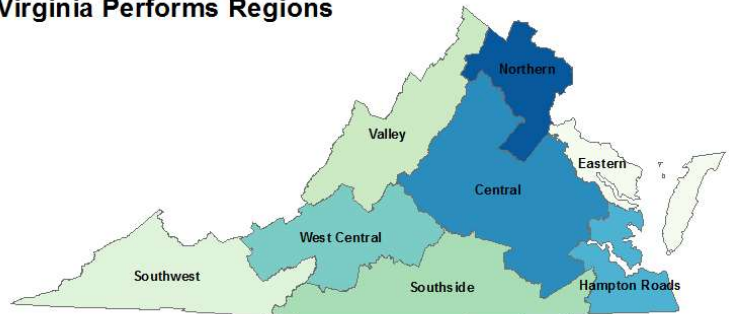 Virginia Performs Regions
Northern
Valley
Eastern
Central
West Central
Southwest
Southside
Hampton Roads